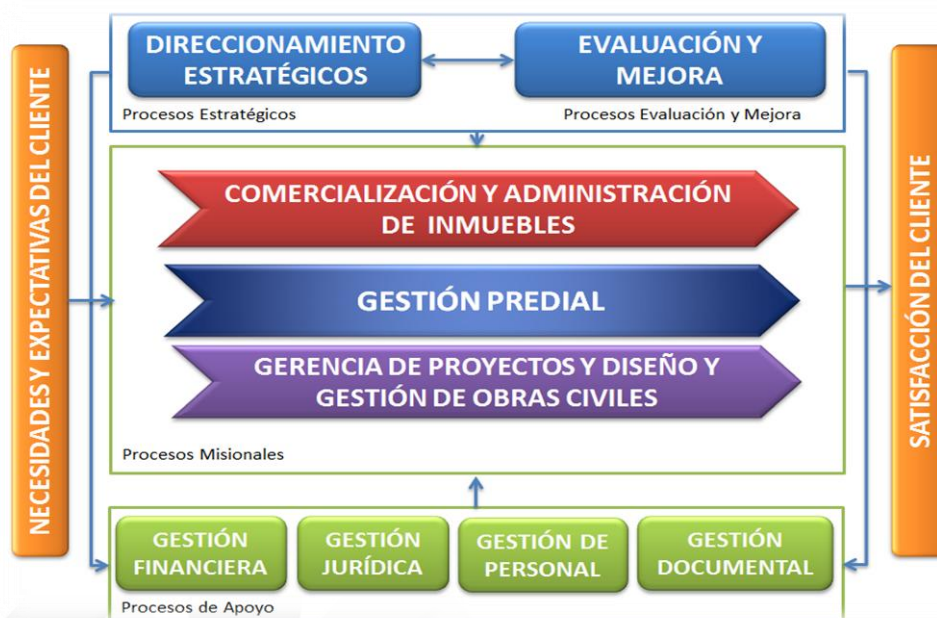 NECESIDADES Y EXPECTATIVAS DEL CLIENTE
DIRECCIONAMIENTO
ESTRATÉGICOS
EVALUACIÓN Y
MEJORA
Procesos Estratégicos
Procesos Evaluación y Mejora
COMERCIALIZACIÓN Y ADMINISTRACIÓN
DE INMUEBLES
GESTIÓN PREDIAL
GERENCIA DE PROYECTOS Y DISEÑO Y
GESTIÓN DE OBRAS CIVILES
Procesos Misionales
GESTIÓN
FINANCIERA
GESTIÓN
JURÍDICA
GESTIÓN DE
PERSONAL
GESTIÓN
DOCUMENTAL
Procesos de Apoyo
SATISFACCIÓN DEL CLIENTE